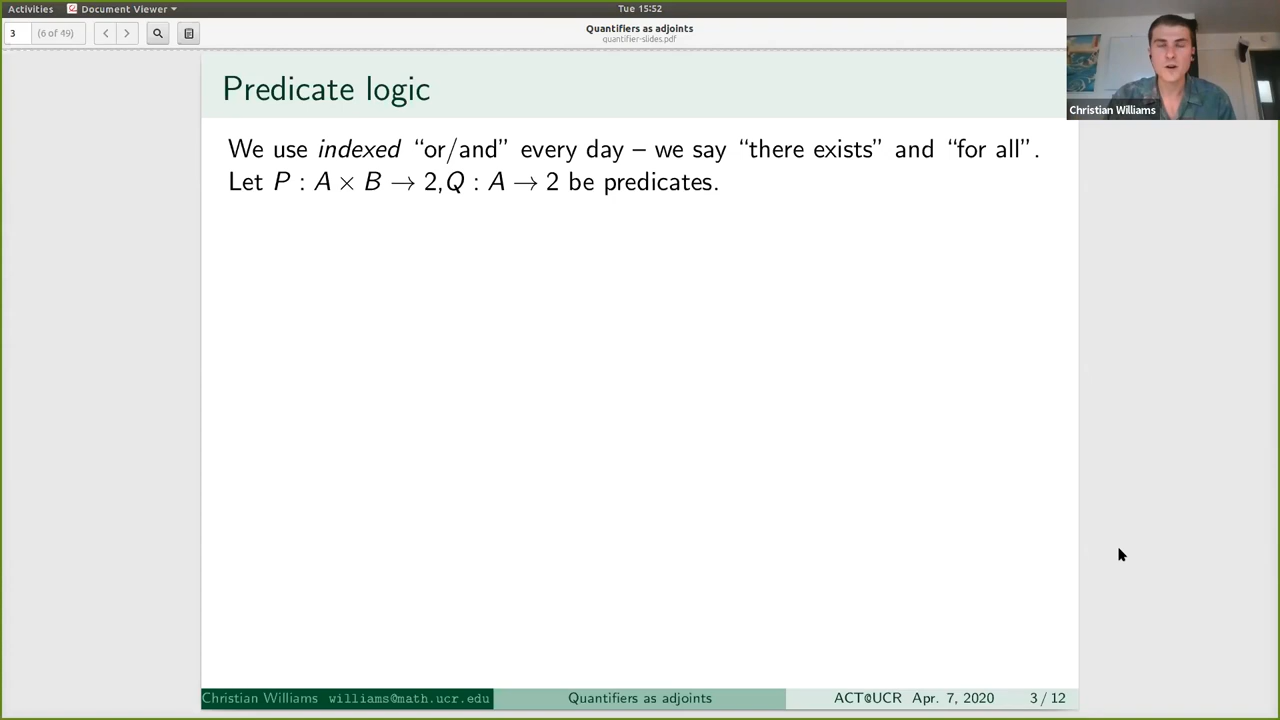 Activities Document Viewer Tue 15:52
3 (6 of 49) Quantifiers as adjoints
quantifier-slides.pdf
Christian Williams
Predicate logic
We use indexed “or/and” every day – we say “there exists” and “for all”.
Let P : A × B → 2, Q : A → 2 be predicates.
Christian Williams williams@math.ucr.edu Quantifiers as adjoints ACT@UCR Apr. 7, 2020 3 / 12